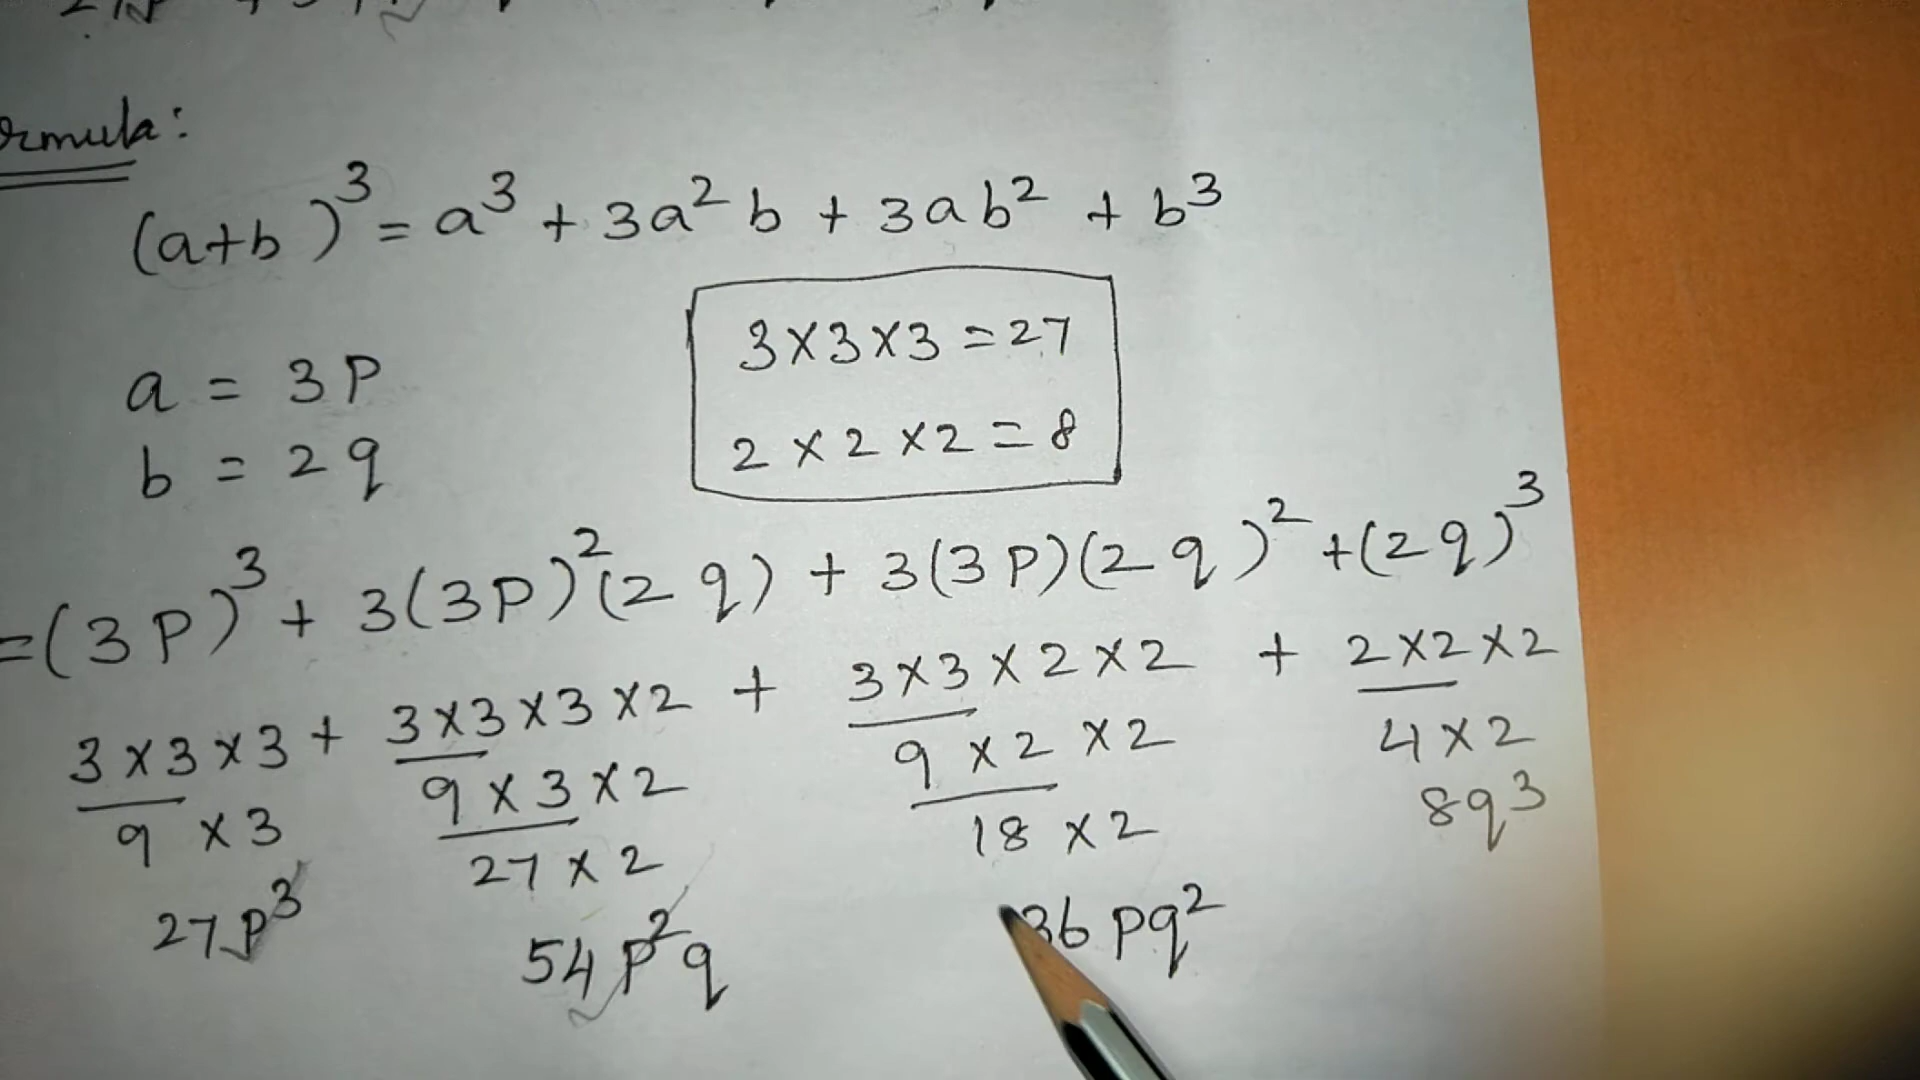 ormula:
(a+b)³ = a³ + 3a²b + 3ab² + b³
3×3×3 = 27
a = 3P
2×2×2 = 8
b = 2q
=(3P)³ + 3(3P)²(2q) + 3(3P)(2q)² + (2q)³
3×3×3 + 3×3×3×2 + 3×3×2×2 + 2×2×2
9×3 9×3×2 9×2×2 4×2
27P³ 27×2 18×2 8q³
54P²q 36Pq²